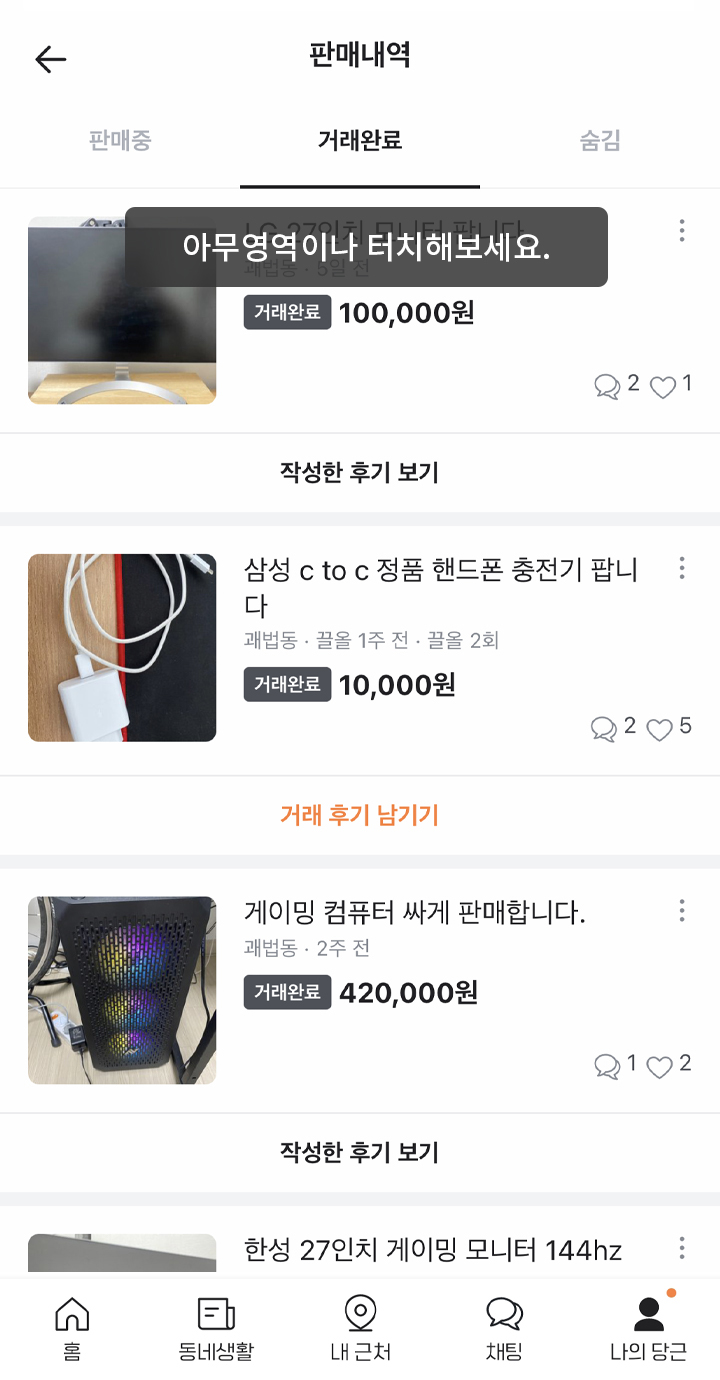 판매내역
판매중
거래완료
숨김
LG 27인치 모니터 팝니다
아무영역이나 터치해보세요.
괘법동 · 5일 전
거래완료 100,000원
2 1
작성한 후기 보기
삼성 c to c 정품 핸드폰 충전기 팝니
다
괘법동 · 끌올 1주 전 · 끌올 2회
거래완료 10,000원
2 5
거래 후기 남기기
게이밍 컴퓨터 싸게 판매합니다.
괘법동 · 2주 전
거래완료 420,000원
1 2
작성한 후기 보기
한성 27인치 게이밍 모니터 144hz
홈
동네생활
내 근처
채팅
나의 당근